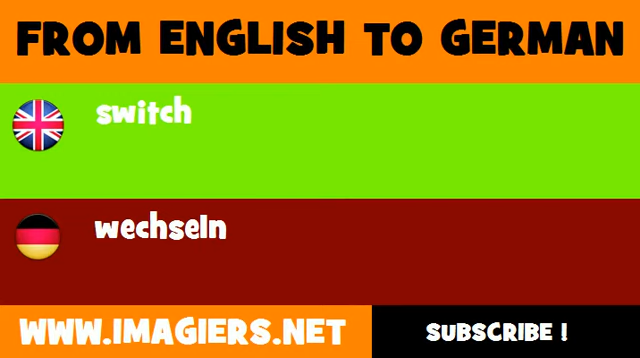 FROM ENGLISH TO GERMAN
switch
wechseln
WWW.IMAGIERS.NET
SUBSCRIBE !